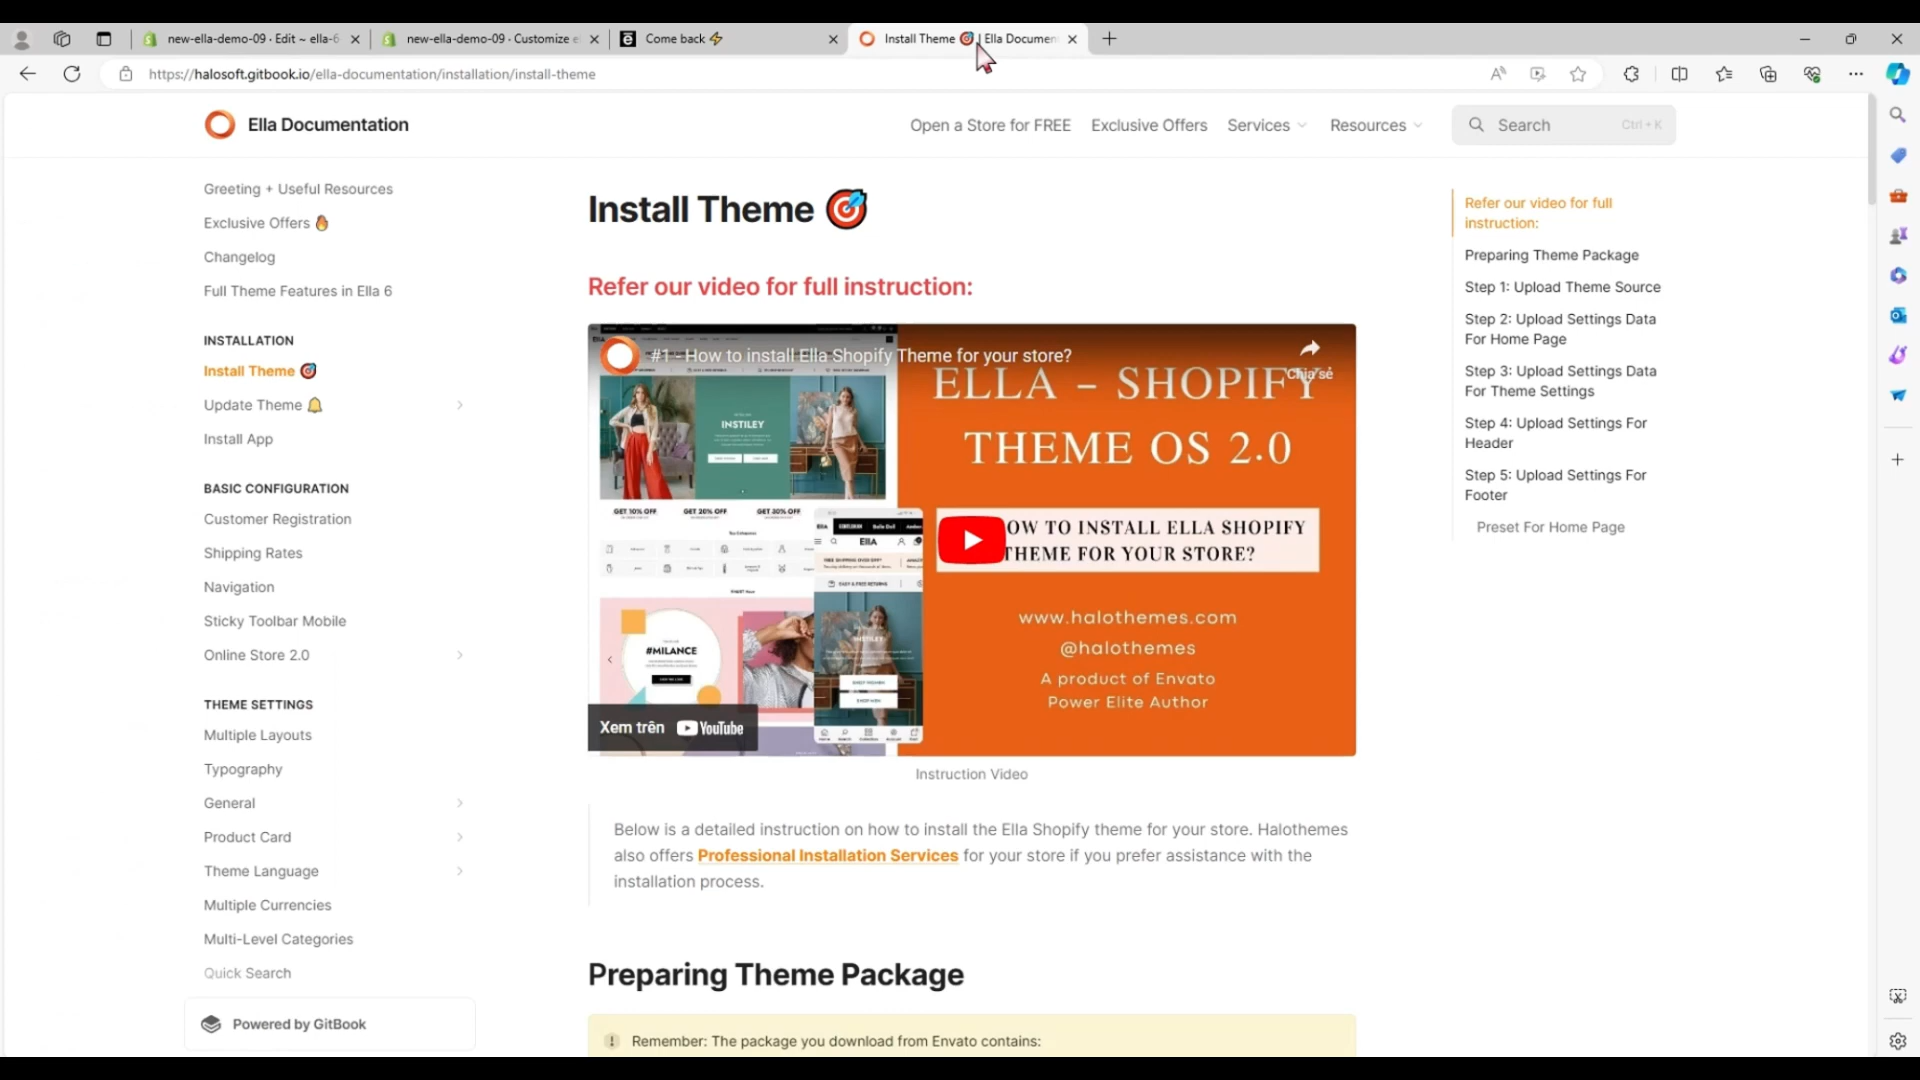 new-ella-demo-09 · Edit ~ ella-6
new-ella-demo-09 · Customize e
Come back⚡
Install Theme 🎯 | Ella Documen
https://halosoft.gitbook.io/ella-documentation/installation/install-theme
Ella Documentation
Open a Store for FREE
Exclusive Offers
Services
Resources
Search
Ctrl + K
Greeting + Useful Resources
Exclusive Offers 🔥
Changelog
Full Theme Features in Ella 6
INSTALLATION
Install Theme 🎯
Update Theme 🔔
Install App
BASIC CONFIGURATION
Customer Registration
Shipping Rates
Navigation
Sticky Toolbar Mobile
Online Store 2.0
THEME SETTINGS
Multiple Layouts
Typography
General
Product Card
Theme Language
Multiple Currencies
Multi-Level Categories
Quick Search
Powered by GitBook
Install Theme 🎯
Refer our video for full instruction:
#1 - How to install Ella Shopify Theme for your store?
Chia sẻ
ELLA - SHOPIFY
THEME OS 2.0
OW TO INSTALL ELLA SHOPIFY
THEME FOR YOUR STORE?
www.halothemes.com
@halothemes
A product of Envato
Power Elite Author
INSTILEY
GET 10% OFF
GET 20% OFF
GET 30% OFF
EllA
#MILANCE
Xem trên YouTube
Instruction Video
Below is a detailed instruction on how to install the Ella Shopify theme for your store. Halothemes
also offers Professional Installation Services for your store if you prefer assistance with the
installation process.
Preparing Theme Package
Remember: The package you download from Envato contains:
Refer our video for full
instruction:
Preparing Theme Package
Step 1: Upload Theme Source
Step 2: Upload Settings Data
For Home Page
Step 3: Upload Settings Data
For Theme Settings
Step 4: Upload Settings For
Header
Step 5: Upload Settings For
Footer
Preset For Home Page